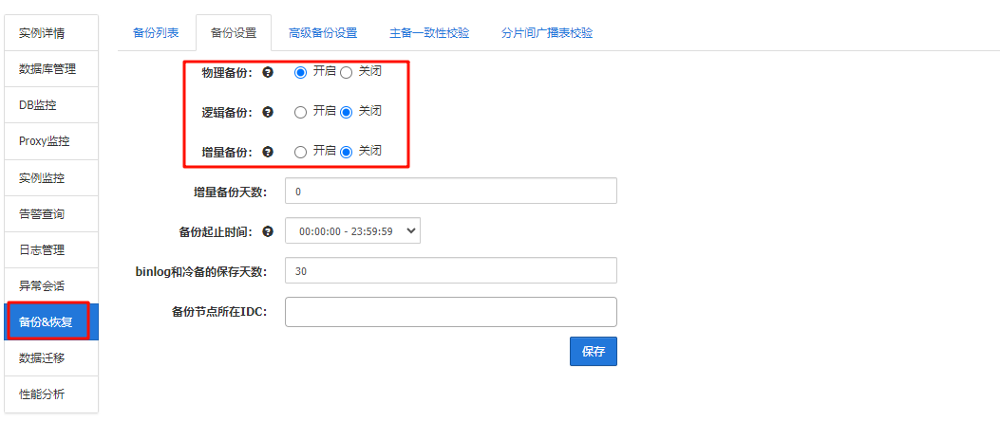 实例详情
数据库管理
DB监控
Proxy监控
实例监控
告警查询
日志管理
异常会话
备份&恢复
数据迁移
性能分析
备份列表 备份设置 高级备份设置 主备一致性校验 分片间广播表校验
物理备份： 开启 关闭
逻辑备份： 开启 关闭
增量备份： 开启 关闭
增量备份天数： 0
备份起止时间： 00:00:00 - 23:59:59
binlog和冷备的保存天数： 30
备份节点所在IDC：
保存